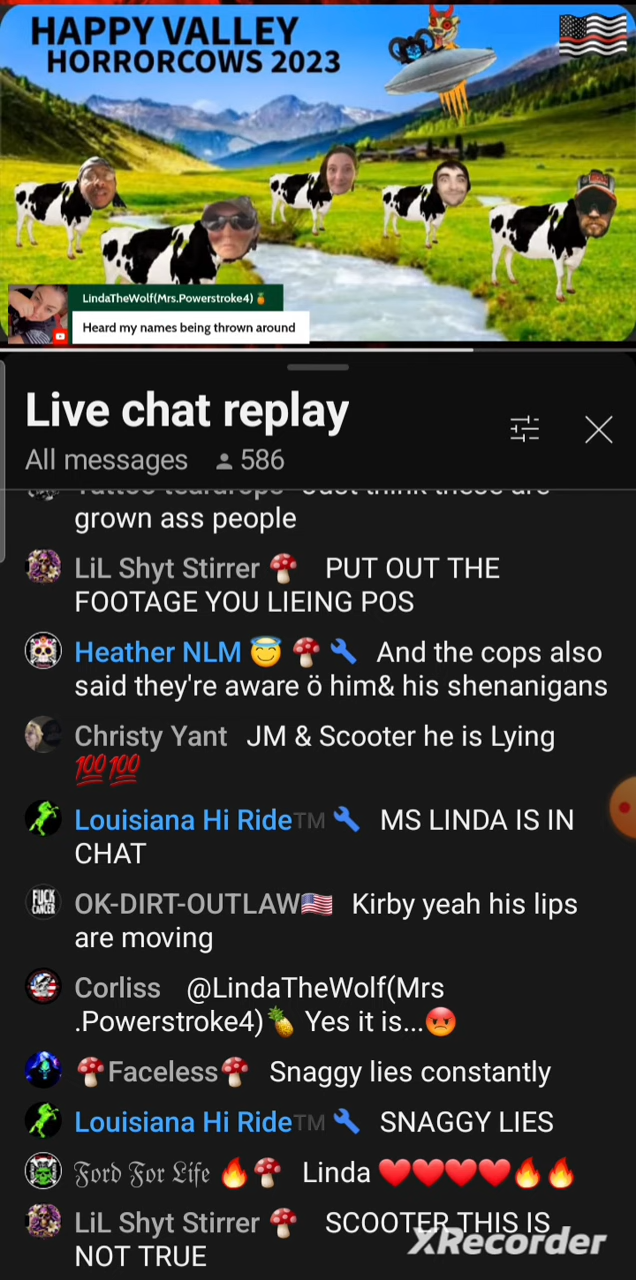 HAPPY VALLEY
HORRORCOWS 2023
LindaTheWolf(Mrs.Powerstroke4)🍍
Heard my names being thrown around
Live chat replay
All messages 586
grown ass people
LiL Shyt Stirrer 🍄 PUT OUT THE
FOOTAGE YOU LIEING POS
Heather NLM 😇 🍄 🔧 And the cops also
said they're aware ö him& his shenanigans
Christy Yant JM & Scooter he is Lying
💯💯
Louisiana Hi Ride™ 🔧 MS LINDA IS IN
CHAT
FUCK
CANCER
OK-DIRT-OUTLAW🇺🇸 Kirby yeah his lips
are moving
Corliss @LindaTheWolf(Mrs
.Powerstroke4)🍍 Yes it is...😡
🍄Faceless🍄 Snaggy lies constantly
Louisiana Hi Ride™ 🔧 SNAGGY LIES
𝔉𝔬𝔯𝔡 𝔉𝔬𝔯 𝔏𝔦𝔣𝔢 🔥🍄 Linda ❤️❤️❤️❤️🔥🔥
LiL Shyt Stirrer 🍄 SCOOTER THIS IS
NOT TRUE
XRecorder